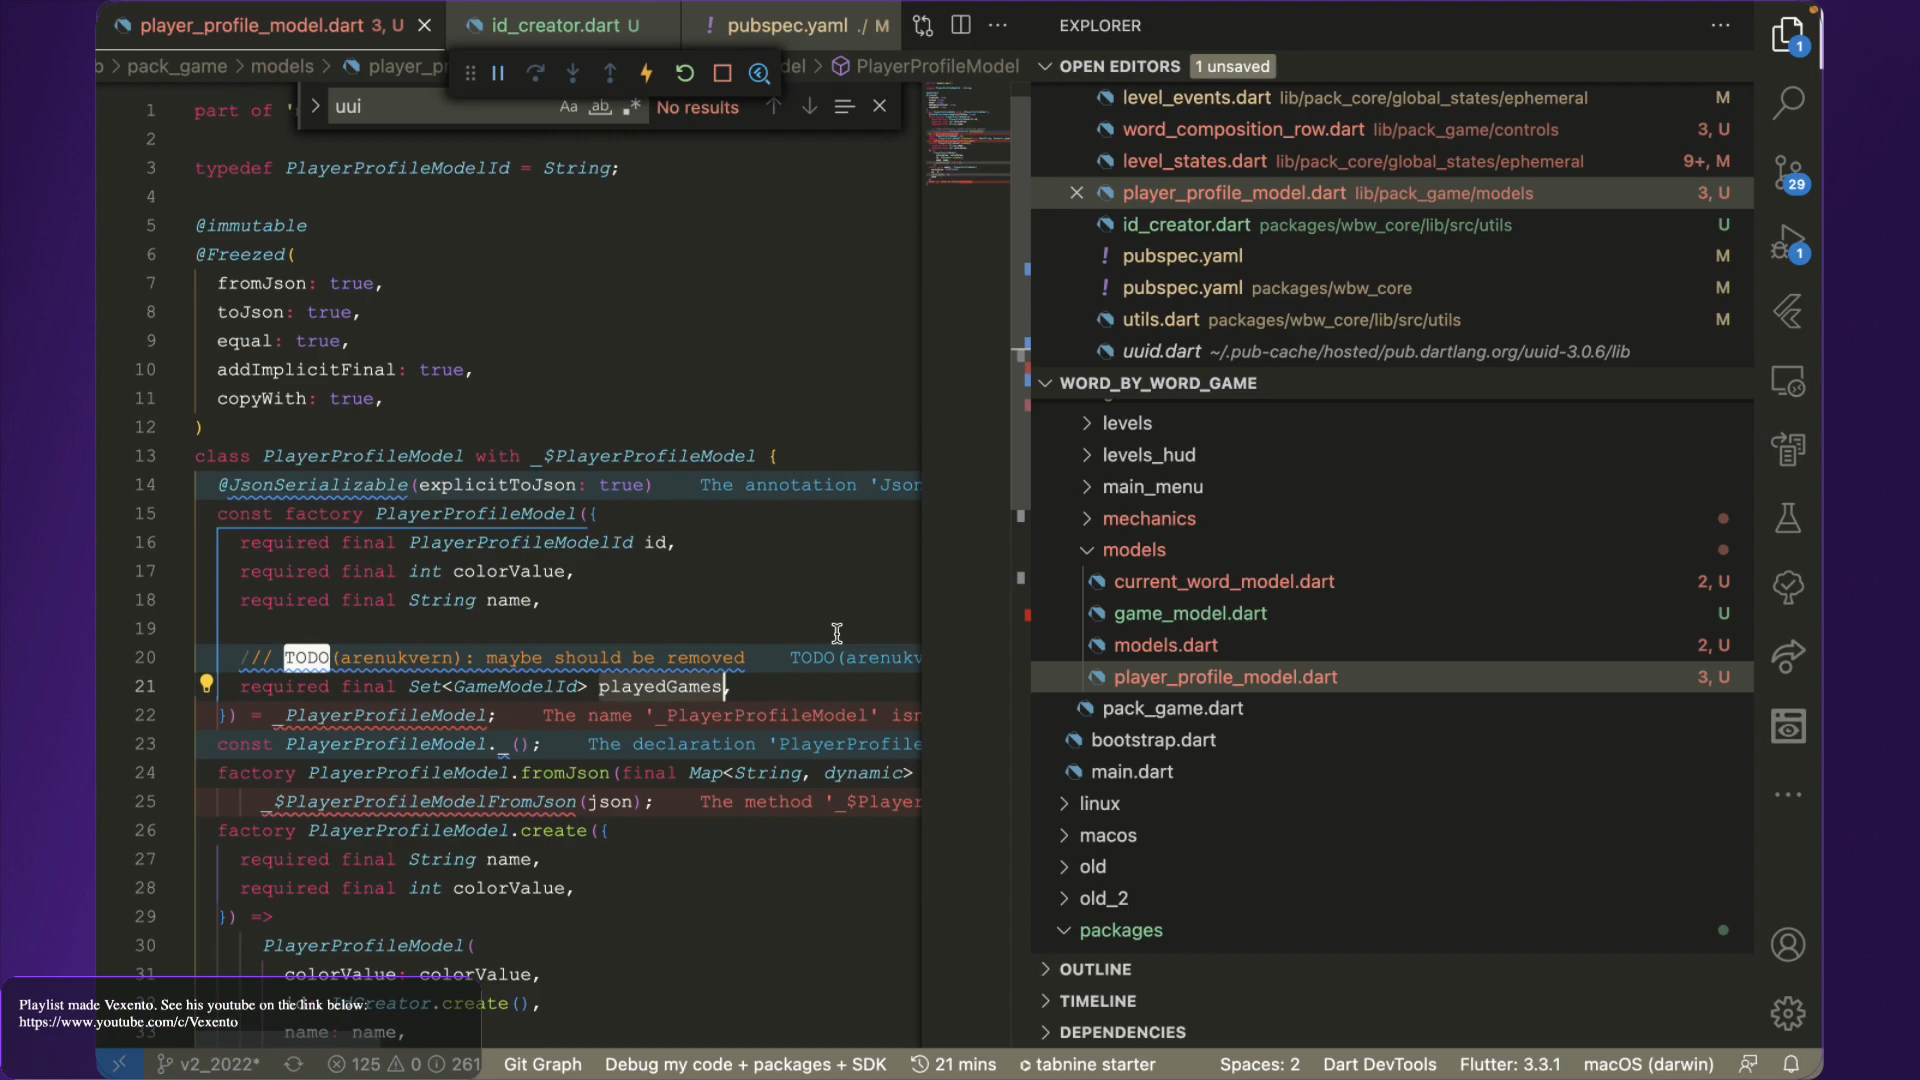 player_profile_model.dart 3, U
id_creator.dart U
! pubspec.yaml ./ M
EXPLORER
pack_game > models > player_pr
del > PlayerProfileModel
OPEN EDITORS 1 unsaved
uui Aa ab No results
level_events.dart lib/pack_core/global_states/ephemeral M
word_composition_row.dart lib/pack_game/controls 3, U
level_states.dart lib/pack_core/global_states/ephemeral 9+, M
player_profile_model.dart lib/pack_game/models 3, U
id_creator.dart packages/wbw_core/lib/src/utils U
! pubspec.yaml M
! pubspec.yaml packages/wbw_core M
utils.dart packages/wbw_core/lib/src/utils M
uuid.dart ~/.pub-cache/hosted/pub.dartlang.org/uuid-3.0.6/lib
WORD_BY_WORD_GAME
levels
levels_hud
main_menu
mechanics
models
current_word_model.dart 2, U
game_model.dart U
models.dart 2, U
player_profile_model.dart 3, U
pack_game.dart
bootstrap.dart
main.dart
linux
macos
old
old_2
packages
OUTLINE
TIMELINE
DEPENDENCIES
1
29
1
1 part of '
2
3 typedef PlayerProfileModelId = String;
4
5 @immutable
6 @Freezed(
7 fromJson: true,
8 toJson: true,
9 equal: true,
10 addImplicitFinal: true,
11 copyWith: true,
12 )
13 class PlayerProfileModel with _$PlayerProfileModel {
14 @JsonSerializable(explicitToJson: true) The annotation 'Json
15 const factory PlayerProfileModel({
16 required final PlayerProfileModelId id,
17 required final int colorValue,
18 required final String name,
19
20 /// TODO(arenukvern): maybe should be removed TODO(arenukv
21 required final Set<GameModelId> playedGames,
22 }) = _PlayerProfileModel; The name '_PlayerProfileModel' isn
23 const PlayerProfileModel._(); The declaration 'PlayerProfile
24 factory PlayerProfileModel.fromJson(final Map<String, dynamic>
25 _$PlayerProfileModelFromJson(json); The method '_$Player
26 factory PlayerProfileModel.create({
27 required final String name,
28 required final int colorValue,
29 }) =>
30 PlayerProfileModel(
31 colorValue: colorValue,
id: IdCreator.create(),
33 name: name,
Playlist made Vexento. See his youtube on the link below:
https://www.youtube.com/c/Vexento
v2_2022* 125 0 261 Git Graph Debug my code + packages + SDK 21 mins tabnine starter Spaces: 2 Dart DevTools Flutter: 3.3.1 macOS (darwin)